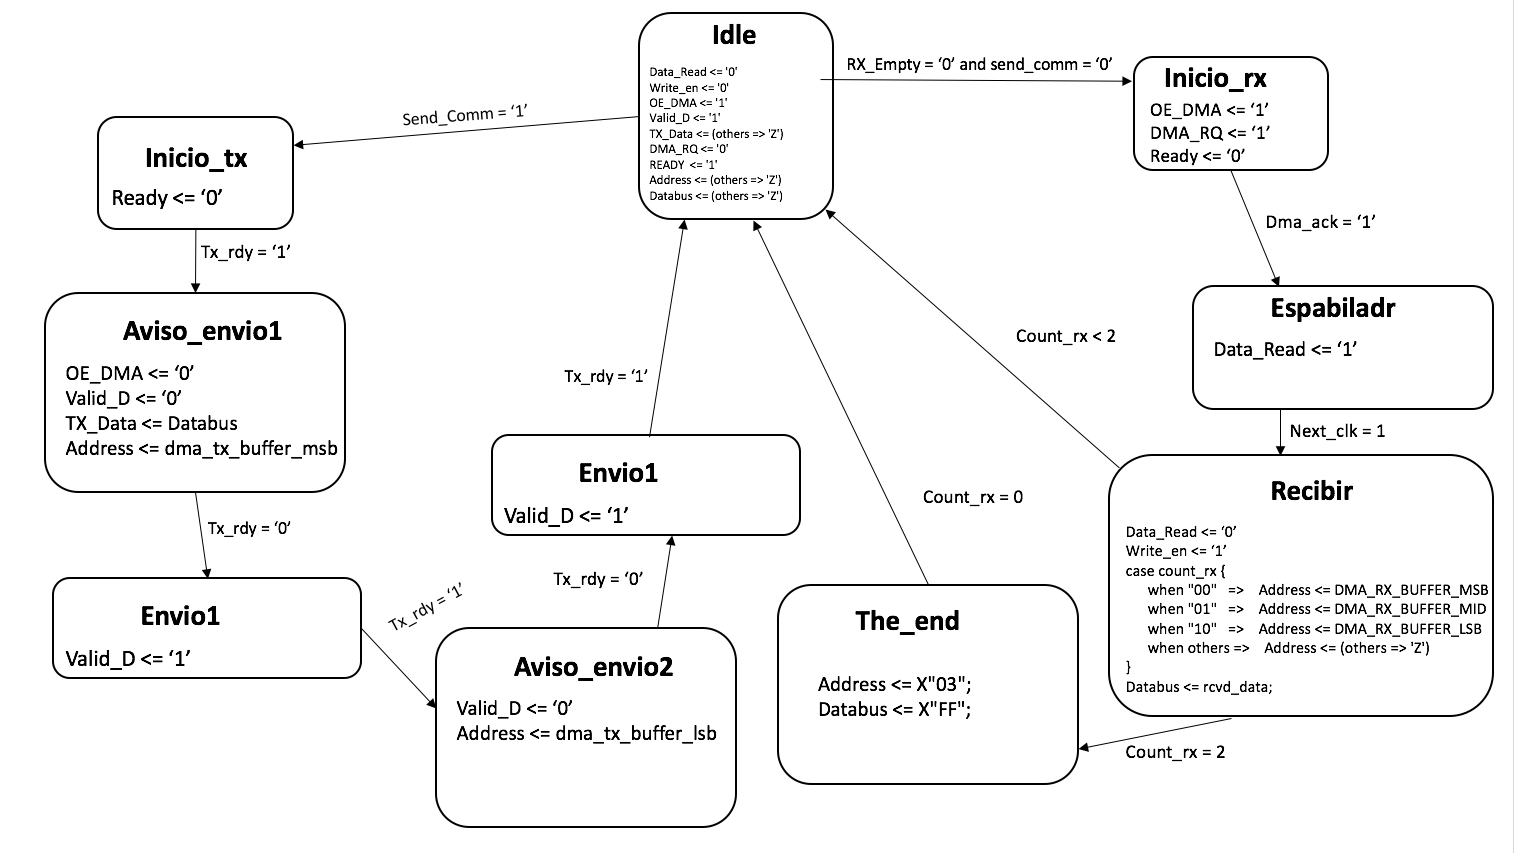 Idle
Data_Read <= '0'
Write_en <= '0'
OE_DMA <= '1'
Valid_D <= '1'
TX_Data <= (others => 'Z')
DMA_RQ <= '0'
READY <= '1'
Address <= (others => 'Z')
Databus <= (others => 'Z')
RX_Empty = ‘0’ and send_comm = ‘0’
Inicio_rx
OE_DMA <= ‘1’
DMA_RQ <= ‘1’
Ready <= ‘0’
Send_Comm = ‘1’
Inicio_tx
Ready <= ‘0’
Tx_rdy = ‘1’
Dma_ack = ‘1’
Aviso_envio1
OE_DMA <= ‘0’
Valid_D <= ‘0’
TX_Data <= Databus
Address <= dma_tx_buffer_msb
Espabiladr
Data_Read <= ‘1’
Count_rx < 2
Tx_rdy = ‘1’
Next_clk = 1
Envio1
Valid_D <= ‘1’
Count_rx = 0
Recibir
Data_Read <= ‘0’
Write_en <= ‘1’
case count_rx {
when "00" => Address <= DMA_RX_BUFFER_MSB
when "01" => Address <= DMA_RX_BUFFER_MID
when "10" => Address <= DMA_RX_BUFFER_LSB
when others => Address <= (others => 'Z')
}
Databus <= rcvd_data;
Tx_rdy = ‘0’
Envio1
Valid_D <= ‘1’
Tx_rdy = ‘1’
Tx_rdy = ‘0’
Aviso_envio2
Valid_D <= ‘0’
Address <= dma_tx_buffer_lsb
The_end
Address <= X"03";
Databus <= X"FF";
Count_rx = 2